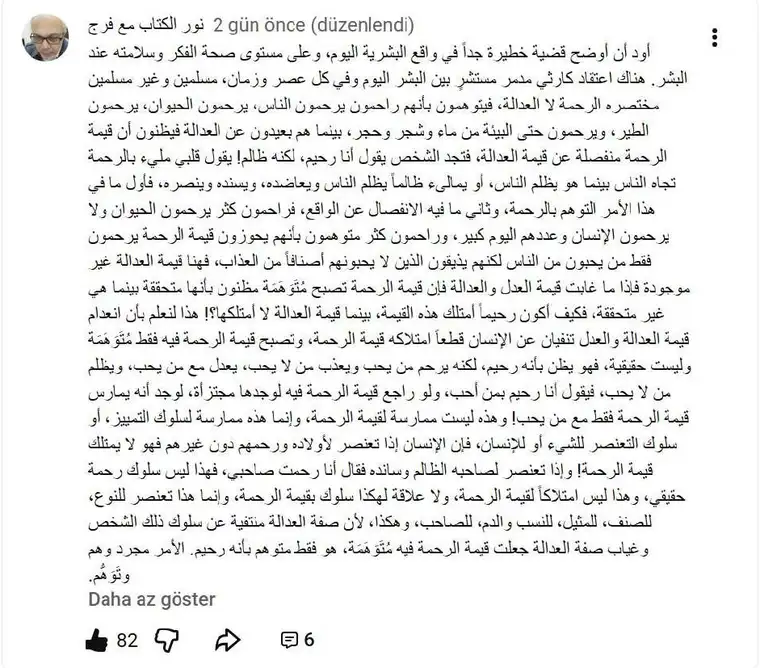 نور الكتاب مع فرج 2 gün önce (düzenlendi)
أود أن أوضح قضية خطيرة جداً في واقع البشرية اليوم، وعلى مستوى صحة الفكر وسلامته عند
البشر. هناك اعتقاد كارثي مدمر مستشرٍ بين البشر اليوم وفي كل عصر وزمان، مسلمين وغير مسلمين
مختصره الرحمة لا العدالة، فيتوهمون بأنهم راحمون يرحمون الناس، يرحمون الحيوان، يرحمون
الطير، ويرحمون حتى البيئة من ماء وشجر وحجر، بينما هم بعيدون عن العدالة فيظنون أن قيمة
الرحمة منفصلة عن قيمة العدالة، فتجد الشخص يقول أنا رحيم، لكنه ظالم! يقول قلبي مليء بالرحمة
تجاه الناس بينما هو يظلم الناس، أو يمالىء ظالماً يظلم الناس ويعاضده، ويسنده وينصره، فأول ما في
هذا الأمر التوهم بالرحمة، وثاني ما فيه الانفصال عن الواقع، فراحمون كثر يرحمون الحيوان ولا
يرحمون الإنسان وعددهم اليوم كبير، وراحمون كثر متوهمون بأنهم يحوزون قيمة الرحمة يرحمون
فقط من يحبون من الناس لكنهم يذيقون الذين لا يحبونهم أصنافاً من العذاب، فهنا قيمة العدالة غير
موجودة فإذا ما غابت قيمة العدل والعدالة فإن قيمة الرحمة تصبح مُتَوَهَمَة مظنون بأنها متحققة بينما هي
غير متحققة، فكيف أكون رحيماً أمتلك هذه القيمة، بينما قيمة العدالة لا أمتلكها؟! هذا لنعلم بأن انعدام
قيمة العدالة والعدل تنفيان عن الإنسان قطعاً امتلاكه قيمة الرحمة، وتصبح قيمة الرحمة فيه فقط مُتَوَهَمَة
وليست حقيقية، فهو يظن بأنه رحيم، لكنه يرحم من يحب ويعذب من لا يحب، يعدل مع من يحب، ويظلم
من لا يحب، فيقول أنا رحيم بمن أحب، ولو راجع قيمة الرحمة فيه لوجدها مجتزأة، لوجد أنه يمارس
قيمة الرحمة فقط مع من يحب! وهذه ليست ممارسة لقيمة الرحمة، وإنما هذه ممارسة لسلوك التمييز، أو
سلوك التعنصر للشيء أو للإنسان، فإن الإنسان إذا تعنصر لأولاده ورحمهم دون غيرهم فهو لا يمتلك
قيمة الرحمة! وإذا تعنصر لصاحبه الظالم وسانده فقال أنا رحمت صاحبي، فهذا ليس سلوك رحمة
حقيقي، وهذا ليس امتلاكاً لقيمة الرحمة، ولا علاقة لهكذا سلوك بقيمة الرحمة، وإنما هذا تعنصر للنوع،
للصنف، للمثيل، للنسب والدم، للصاحب، وهكذا، لأن صفة العدالة منتفية عن سلوك ذلك الشخص
وغياب صفة العدالة جعلت قيمة الرحمة فيه مُتَوَهَمَة، هو فقط متوهم بأنه رحيم. الأمر مجرد وهم
وتَوَهُّم.
Daha az göster
82 6